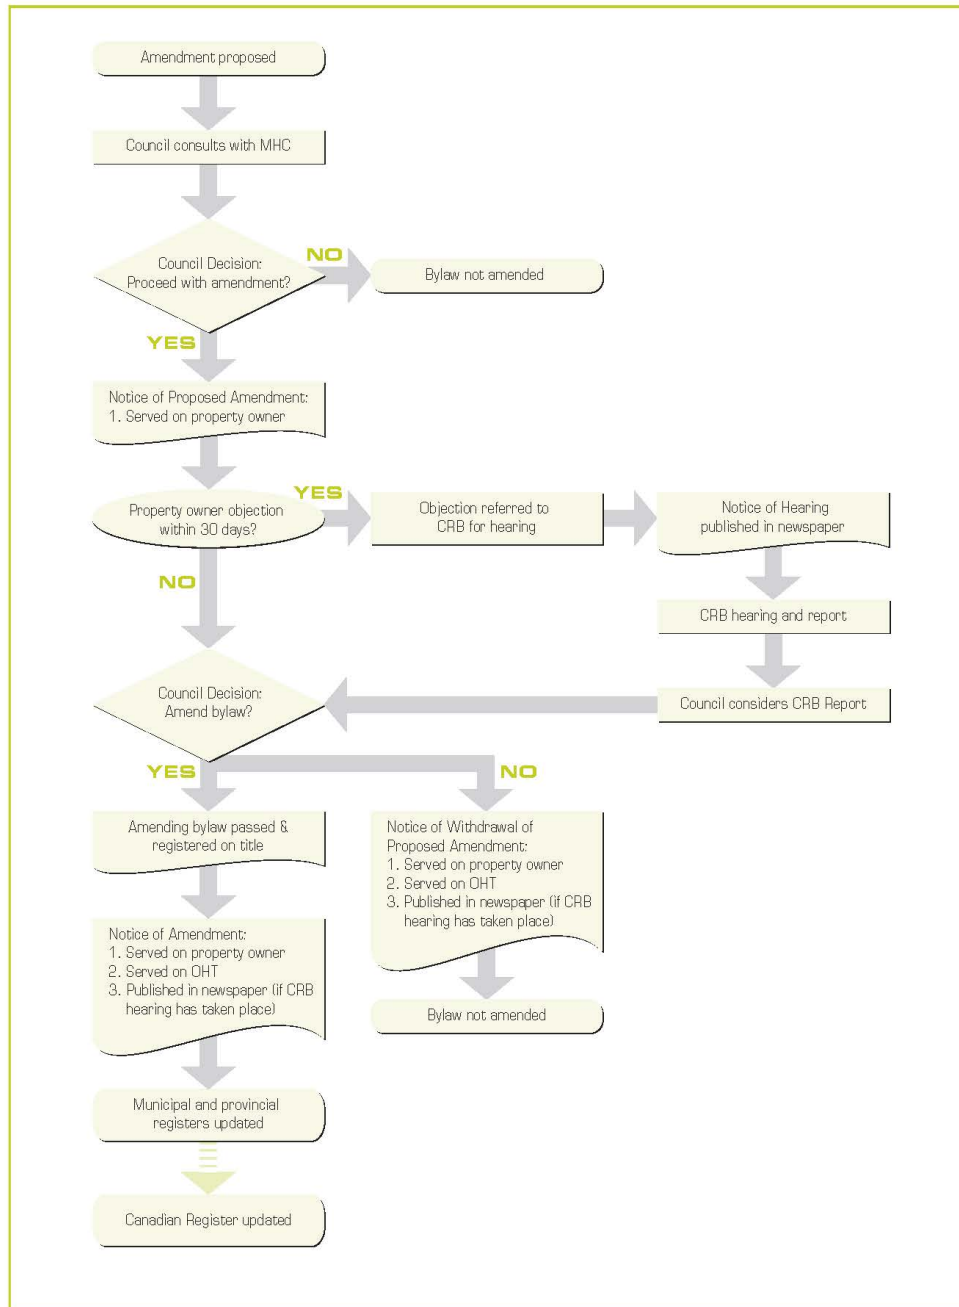 Amendment proposed
Council consults with MHC
Council Decision:
Proceed with amendment?
NO
Bylaw not amended
YES
Notice of Proposed Amendment:
1. Served on property owner
Property owner objection
within 30 days?
YES
Objection referred to
CRB for hearing
Notice of Hearing
published in newspaper
NO
CRB hearing and report
Council considers CRB Report
Council Decision:
Amend bylaw?
YES
NO
Amending bylaw passed &
registered on title
Notice of Withdrawal of
Proposed Amendment:
1. Served on property owner
2. Served on OHT
3. Published in newspaper (if CRB
hearing has taken place)
Notice of Amendment:
1. Served on property owner
2. Served on OHT
3. Published in newspaper (if CRB
hearing has taken place)
Bylaw not amended
Municipal and provincial
registers updated
Canadian Register updated